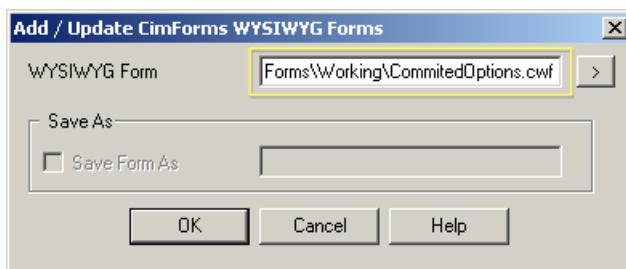 Add / Update CimForms WYSIWYG Forms
WYSIWYG Form Forms\Working\CommitedOptions.cwf >
Save As
Save Form As
OK Cancel Help